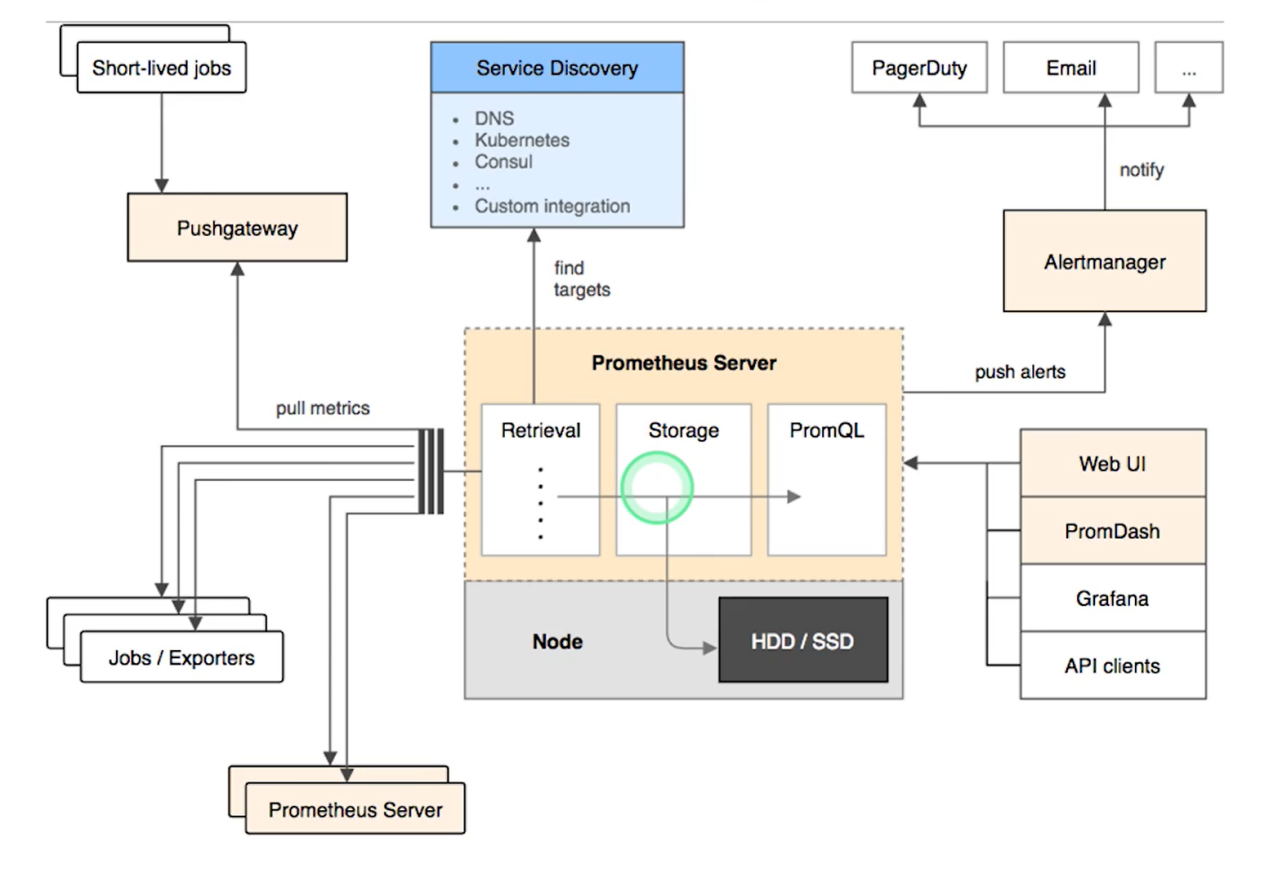 Short-lived jobs
Service Discovery
• DNS
• Kubernetes
• Consul
• ...
• Custom integration
PagerDuty
Email
...
notify
Pushgateway
Alertmanager
find
targets
Prometheus Server
push alerts
pull metrics
Retrieval
Storage
PromQL
Web UI
PromDash
Grafana
API clients
Node
HDD / SSD
Jobs / Exporters
Prometheus Server